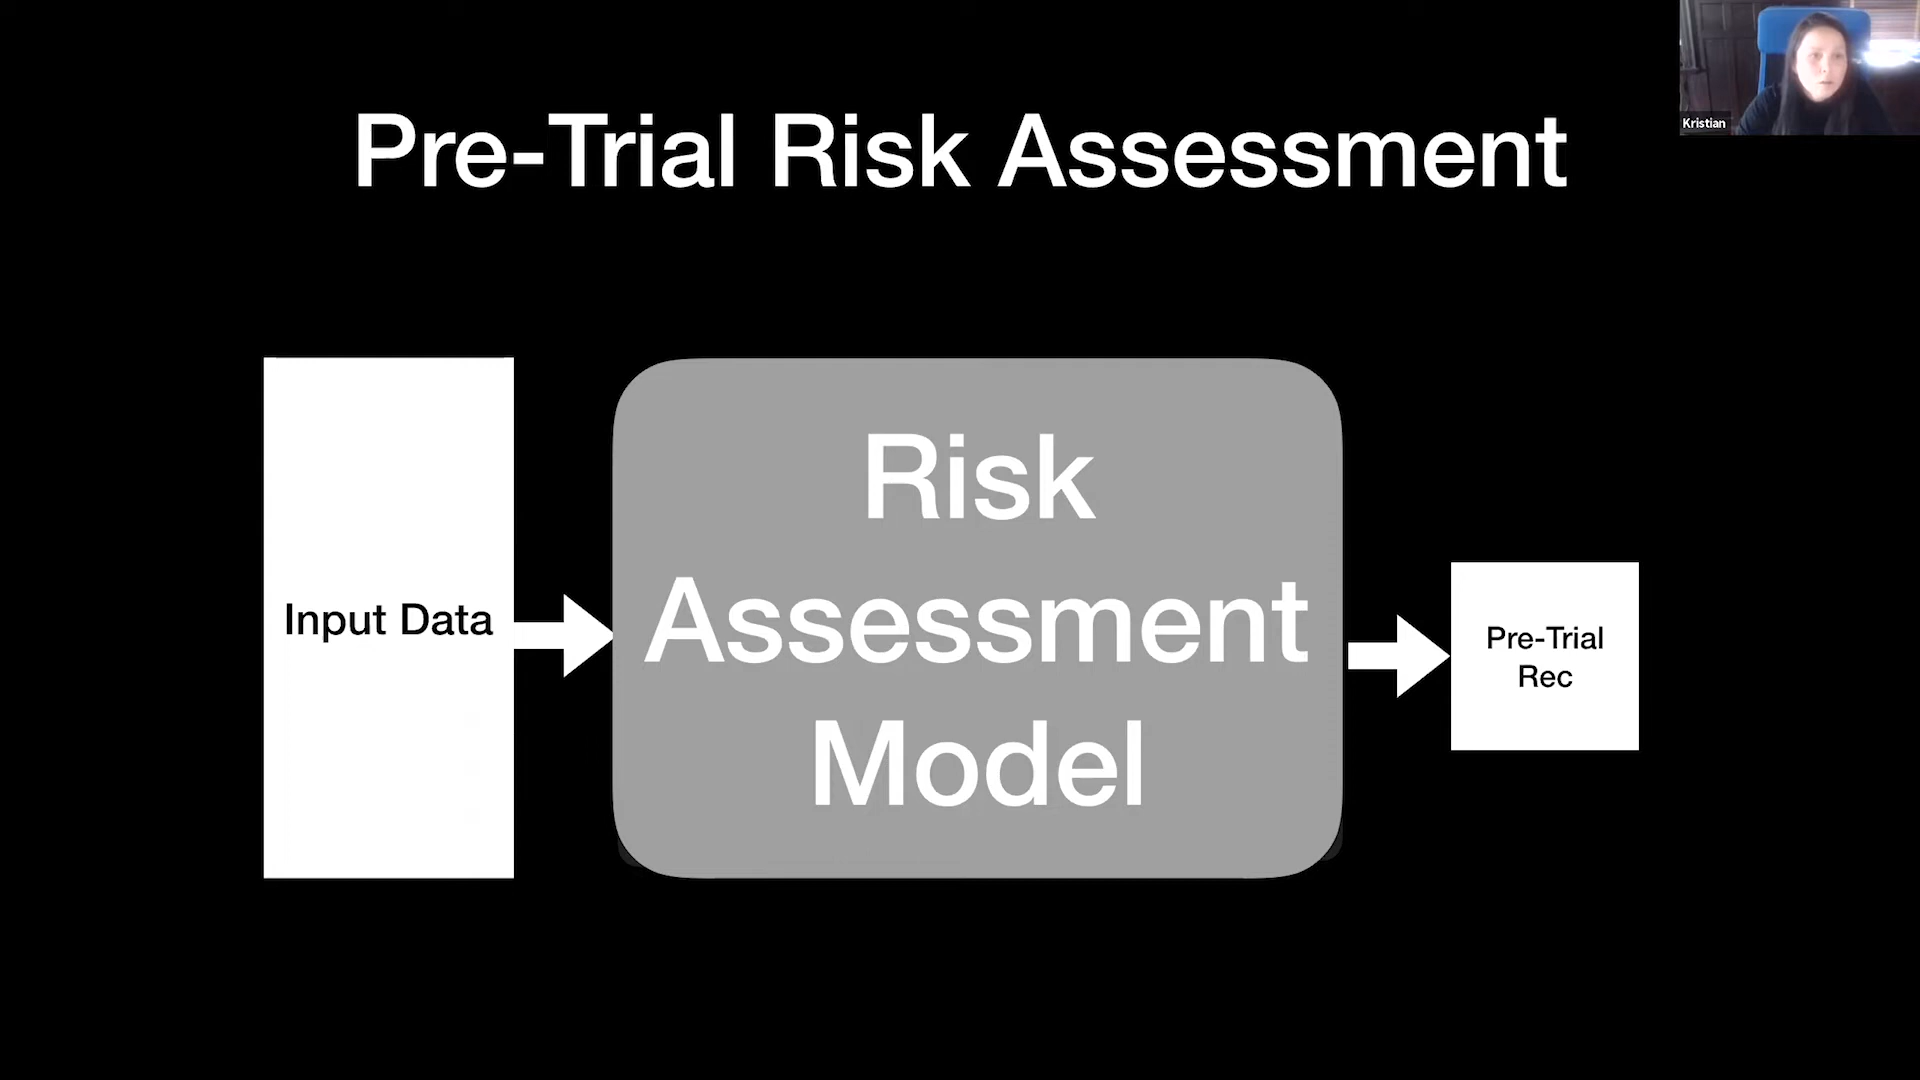 Kristian
Pre-Trial Risk Assessment
Input Data
Risk
Assessment
Model
Pre-Trial
Rec